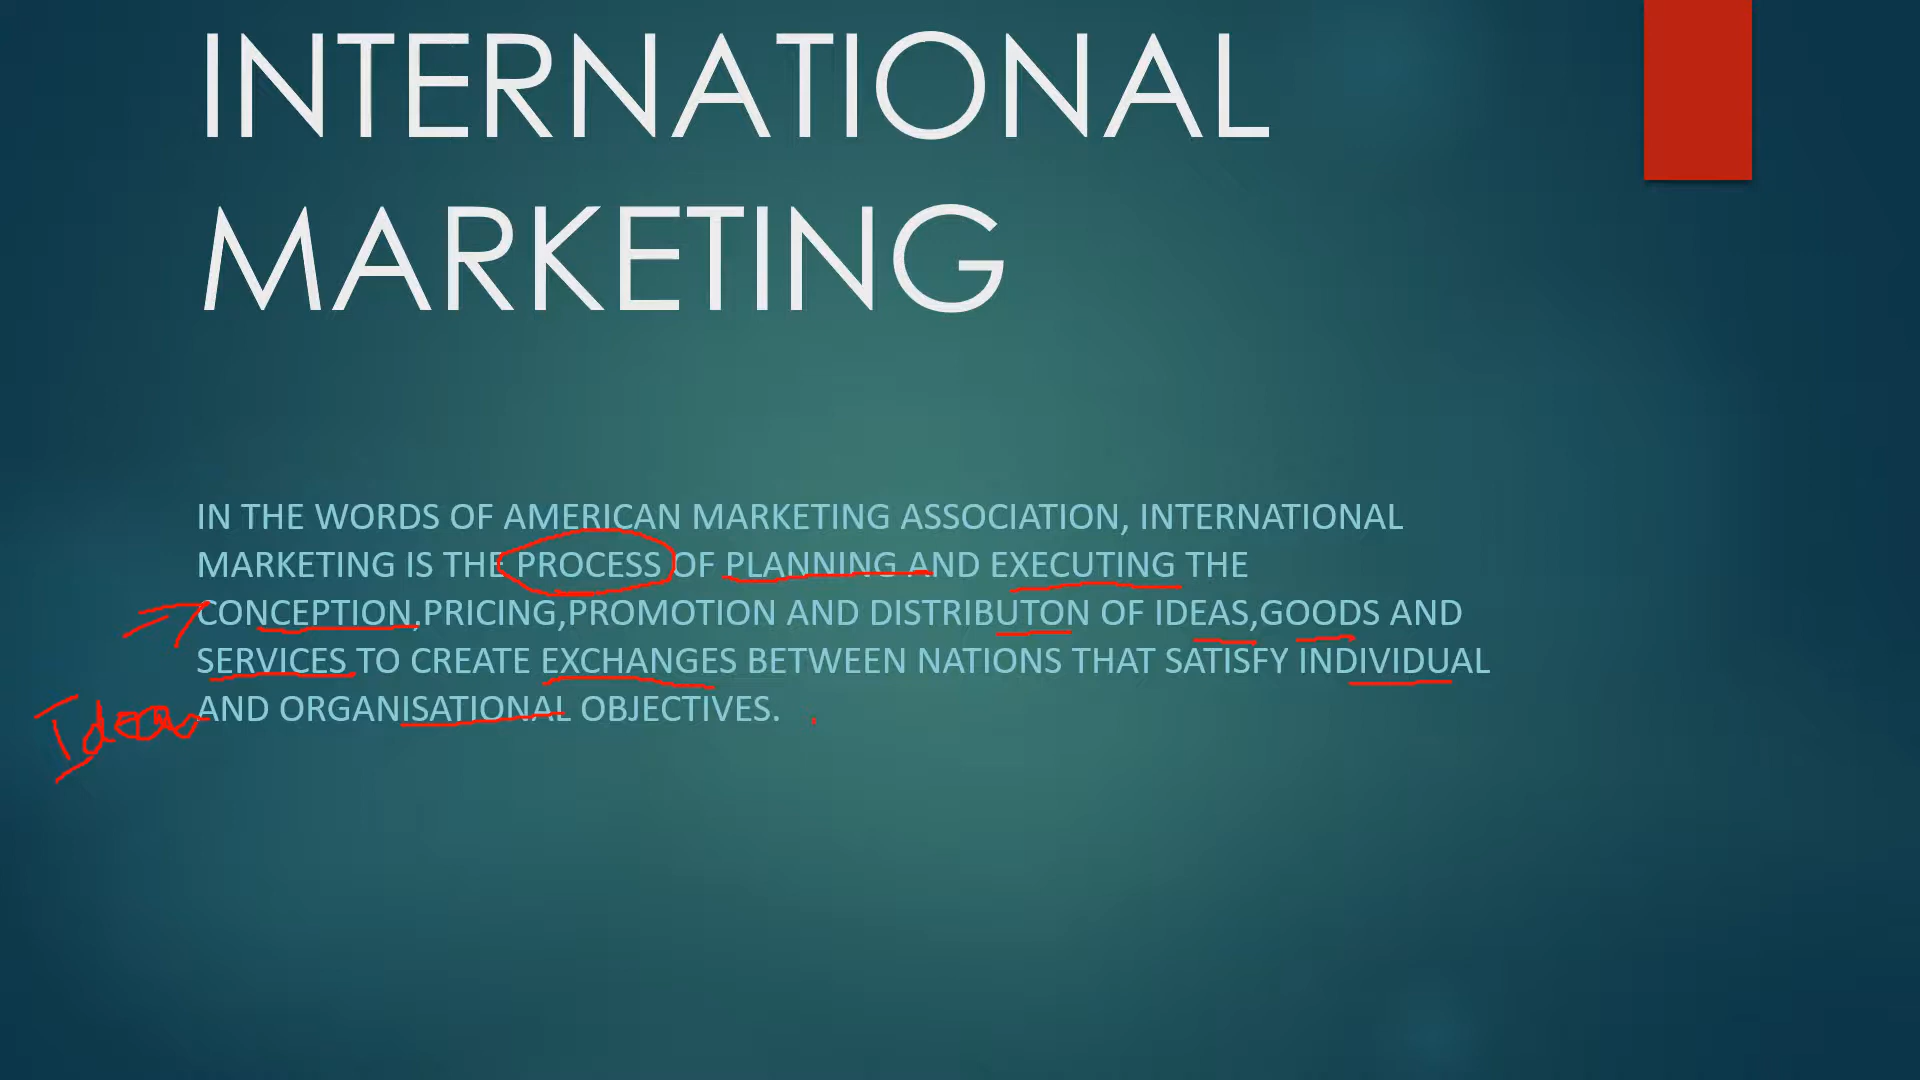 INTERNATIONAL
MARKETING
IN THE WORDS OF AMERICAN MARKETING ASSOCIATION, INTERNATIONAL
MARKETING IS THE PROCESS OF PLANNING AND EXECUTING THE
CONCEPTION,PRICING,PROMOTION AND DISTRIBUTON OF IDEAS,GOODS AND
SERVICES TO CREATE EXCHANGES BETWEEN NATIONS THAT SATISFY INDIVIDUAL
AND ORGANISATIONAL OBJECTIVES.
Idea